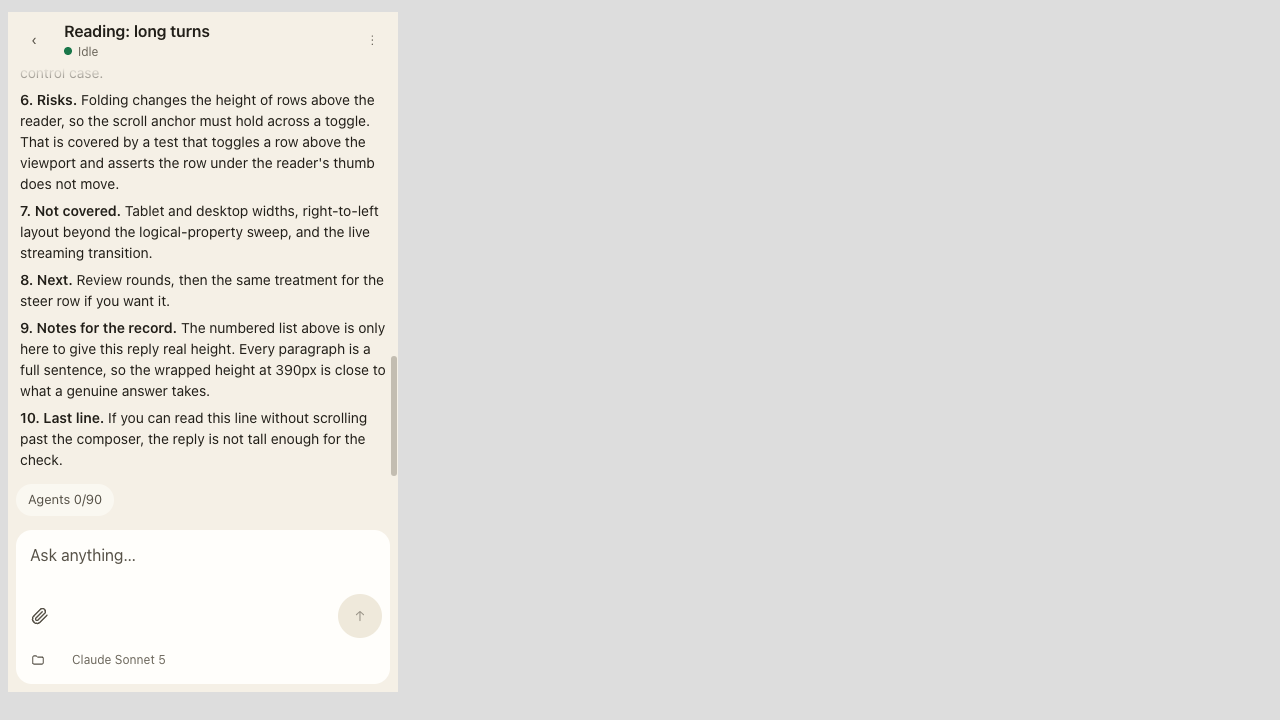 Reading: long turns
Idle
control case.
6. Risks. Folding changes the height of rows above the
reader, so the scroll anchor must hold across a toggle.
That is covered by a test that toggles a row above the
viewport and asserts the row under the reader's thumb
does not move.
7. Not covered. Tablet and desktop widths, right-to-left
layout beyond the logical-property sweep, and the live
streaming transition.
8. Next. Review rounds, then the same treatment for the
steer row if you want it.
9. Notes for the record. The numbered list above is only
here to give this reply real height. Every paragraph is a
full sentence, so the wrapped height at 390px is close to
what a genuine answer takes.
10. Last line. If you can read this line without scrolling
past the composer, the reply is not tall enough for the
check.
Agents 0/90
Ask anything...
Claude Sonnet 5